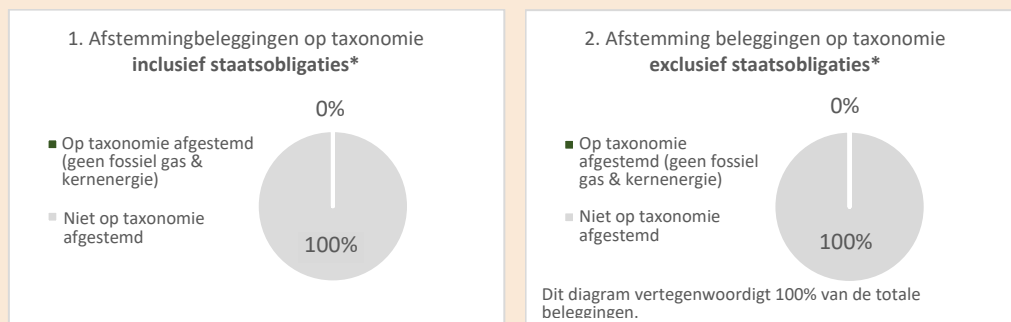 1. Afstemmingbeleggingen op taxonomie
inclusief staatsobligaties*
0%
Op taxonomie afgestemd
(geen fossiel gas &
kernenergie)
Niet op taxonomie
afgestemd
100%
2. Afstemming beleggingen op taxonomie
exclusief staatsobligaties*
0%
Op taxonomie
afgestemd (geen fossiel
gas & kernenergie)
Niet op taxonomie
afgestemd
100%
Dit diagram vertegenwoordigt 100% van de totale
beleggingen.